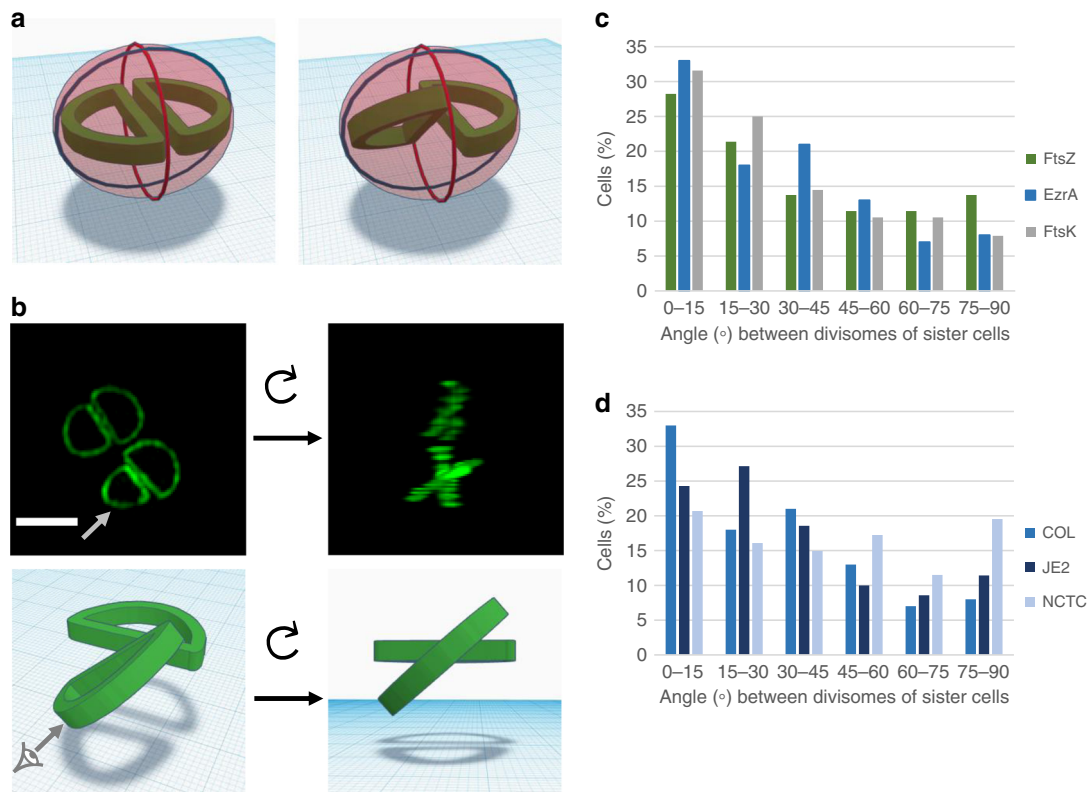 a
b
c
35
30
25
20
15
10
5
0
Cells (%)
0–15 15–30 30–45 45–60 60–75 75–90
Angle (○) between divisomes of sister cells
FtsZ
EzrA
FtsK
d
35
30
25
20
15
10
5
0
Cells (%)
0–15 15–30 30–45 45–60 60–75 75–90
Angle (○) between divisomes of sister cells
COL
JE2
NCTC